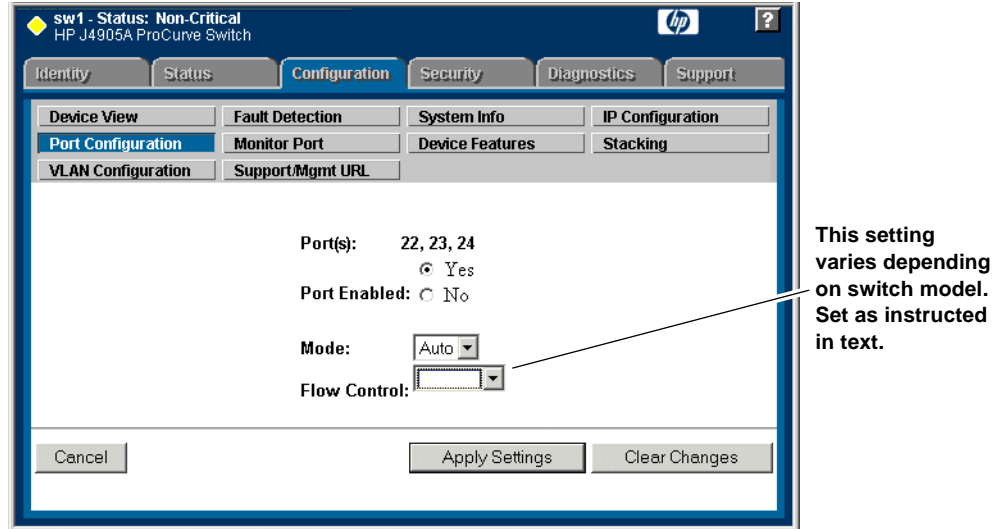 sw1 - Status: Non-Critical
HP J4905A ProCurve Switch
hp
?
Identity
Status
Configuration
Security
Diagnostics
Support
Device View
Fault Detection
System Info
IP Configuration
Port Configuration
Monitor Port
Device Features
Stacking
VLAN Configuration
Support/Mgmt URL
Port(s): 22, 23, 24
Yes
Port Enabled: No
Mode: Auto
Flow Control:
This setting
varies depending
on switch model.
Set as instructed
in text.
Cancel
Apply Settings
Clear Changes